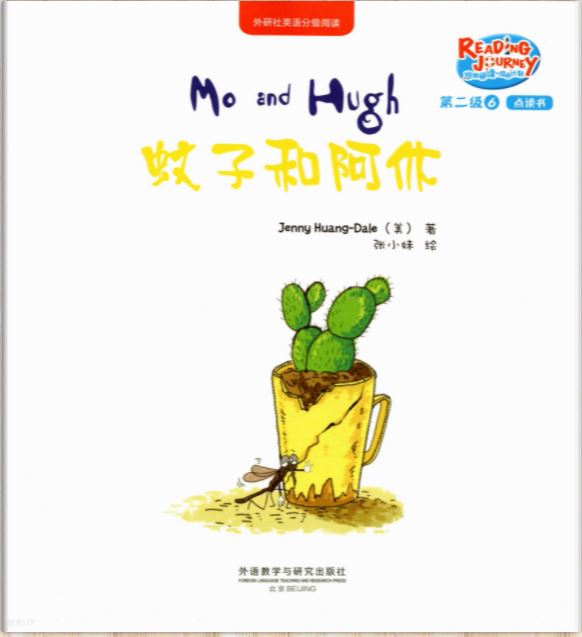 外研社英语分级阅读
READING
JOURNEY
第二级 6 点读书
Mo and Hugh
蚊子和阿休
Jenny Huang-Dale（美） 著
张小妹 绘
外语教学与研究出版社
FOREIGN LANGUAGE TEACHING AND RESEARCH PRESS
北京 BEIJING